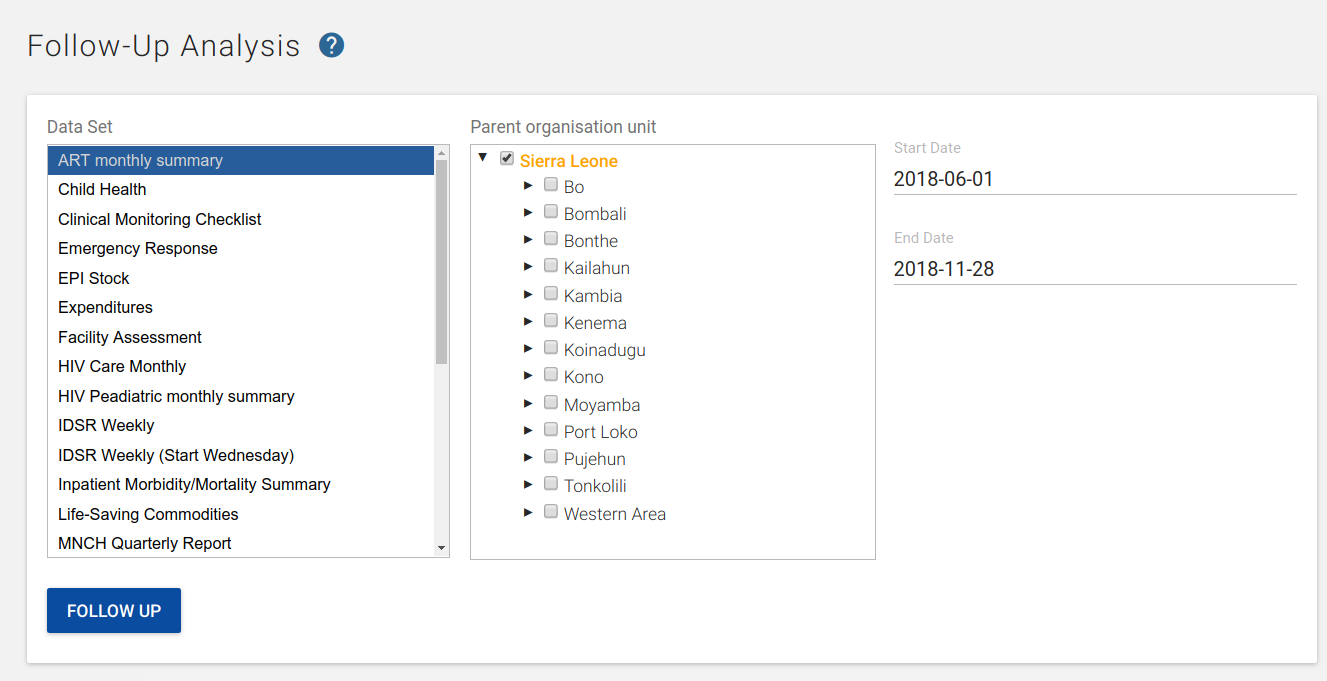 Follow-Up Analysis ?
Data Set
ART monthly summary
Child Health
Clinical Monitoring Checklist
Emergency Response
EPI Stock
Expenditures
Facility Assessment
HIV Care Monthly
HIV Peadiatric monthly summary
IDSR Weekly
IDSR Weekly (Start Wednesday)
Inpatient Morbidity/Mortality Summary
Life-Saving Commodities
MNCH Quarterly Report
Parent organisation unit
Sierra Leone
Bo
Bombali
Bonthe
Kailahun
Kambia
Kenema
Koinadugu
Kono
Moyamba
Port Loko
Pujehun
Tonkolili
Western Area
Start Date
2018-06-01
End Date
2018-11-28
FOLLOW UP